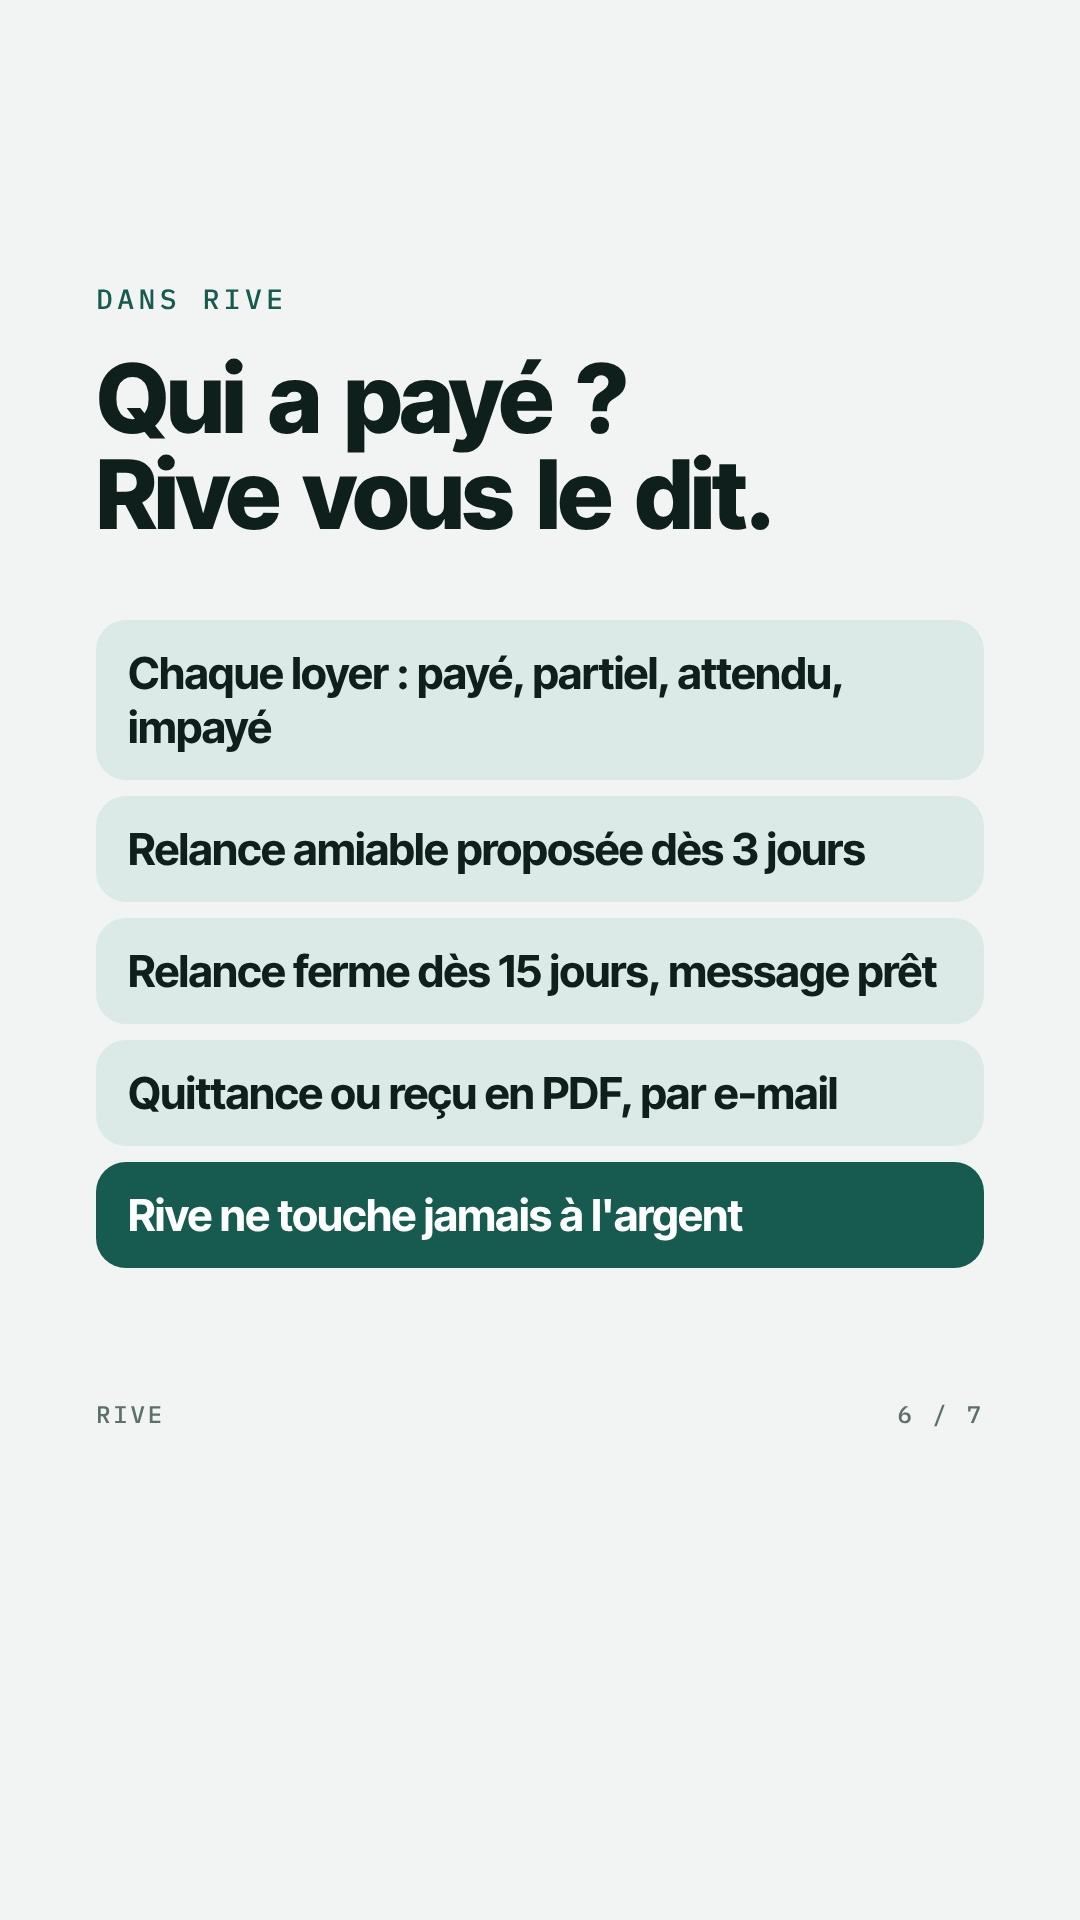 DANS RIVE
Qui a payé ?
Rive vous le dit.
Chaque loyer : payé, partiel, attendu,
impayé
Relance amiable proposée dès 3 jours
Relance ferme dès 15 jours, message prêt
Quittance ou reçu en PDF, par e-mail
Rive ne touche jamais à l'argent
RIVE
6 / 7